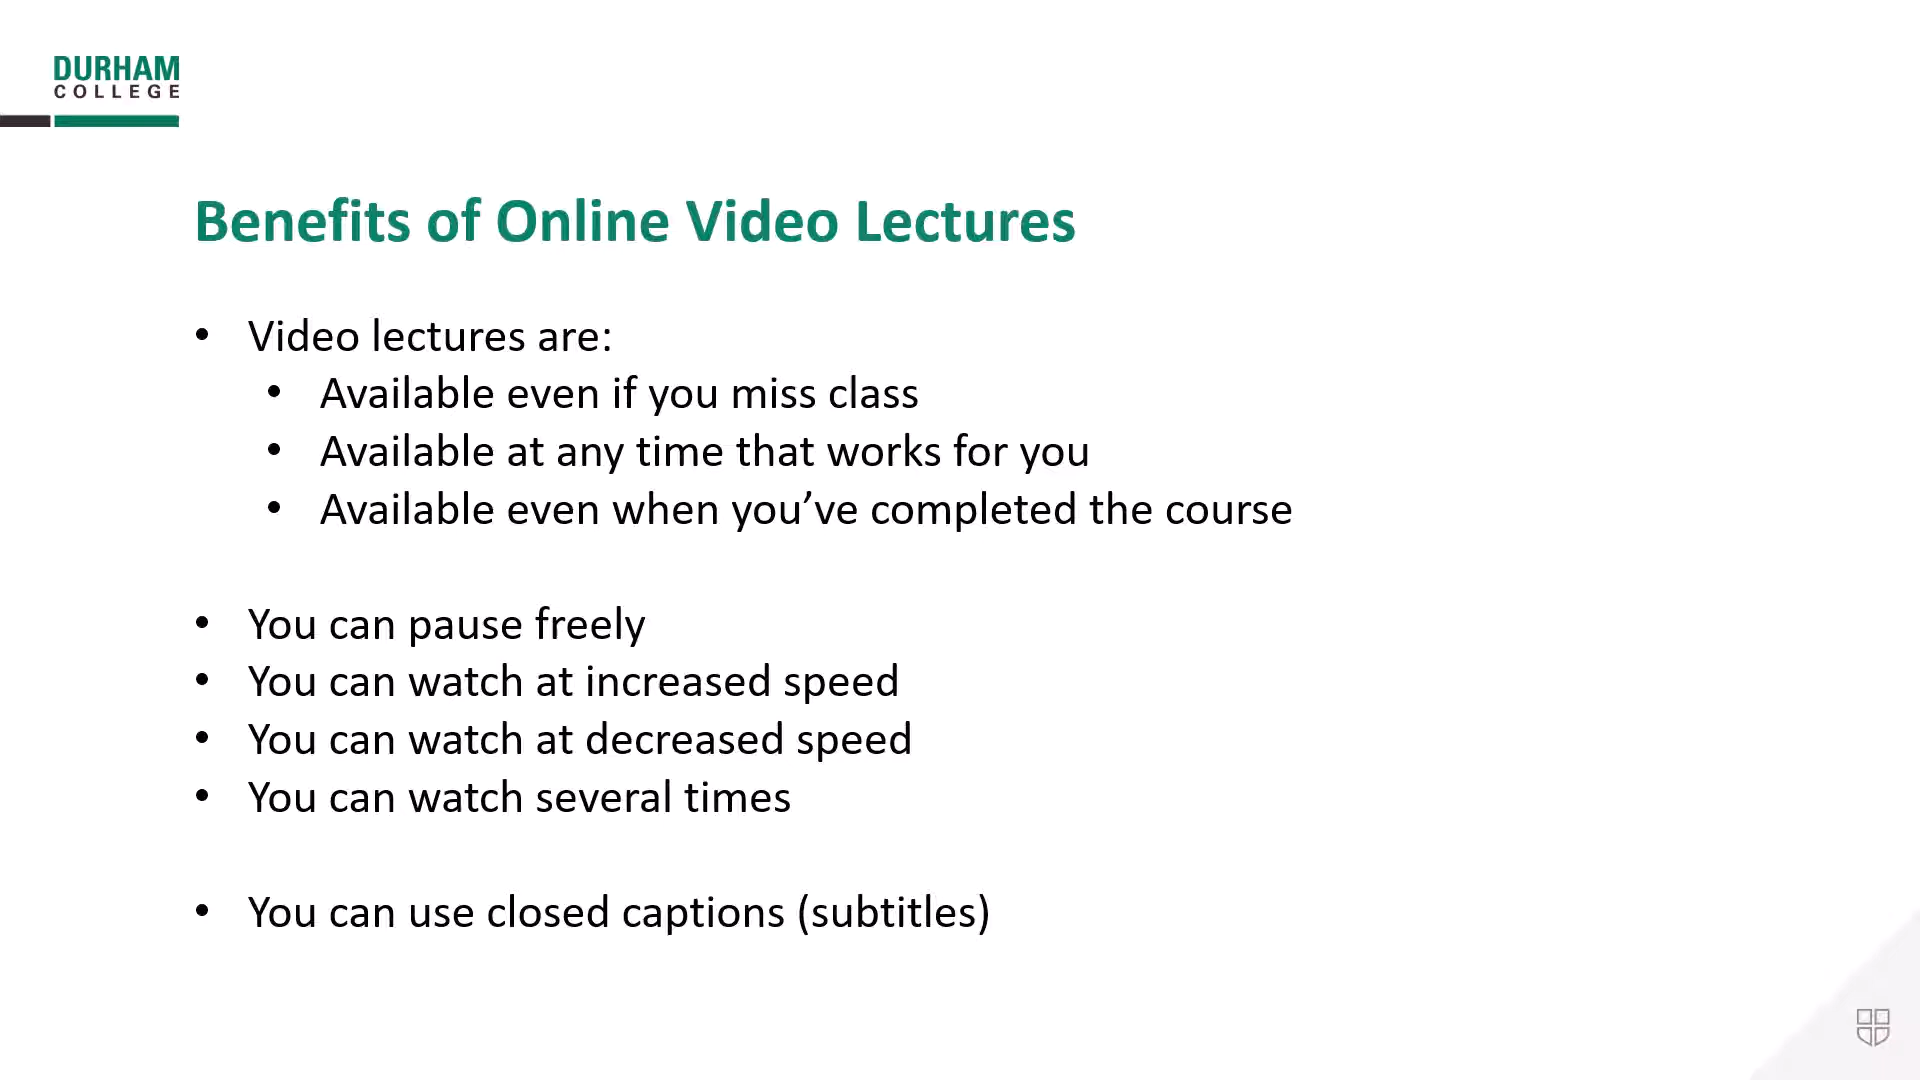 DURHAM
COLLEGE
Benefits of Online Video Lectures
• Video lectures are:
• Available even if you miss class
• Available at any time that works for you
• Available even when you’ve completed the course
• You can pause freely
• You can watch at increased speed
• You can watch at decreased speed
• You can watch several times
• You can use closed captions (subtitles)